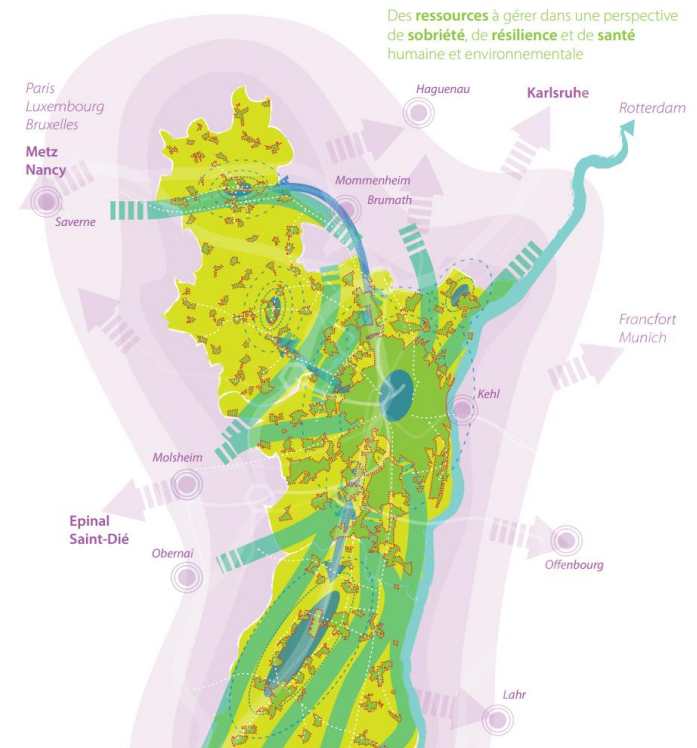 Des ressources à gérer dans une perspective
de sobriété, de résilience et de santé
humaine et environnementale
Paris
Luxembourg
Bruxelles
Metz
Nancy
Saverne
Haguenau
Karlsruhe
Rotterdam
Mommenheim
Brumath
Francfort
Munich
Kehl
Molsheim
Epinal
Saint-Dié
Obernai
Offenbourg
Lahr